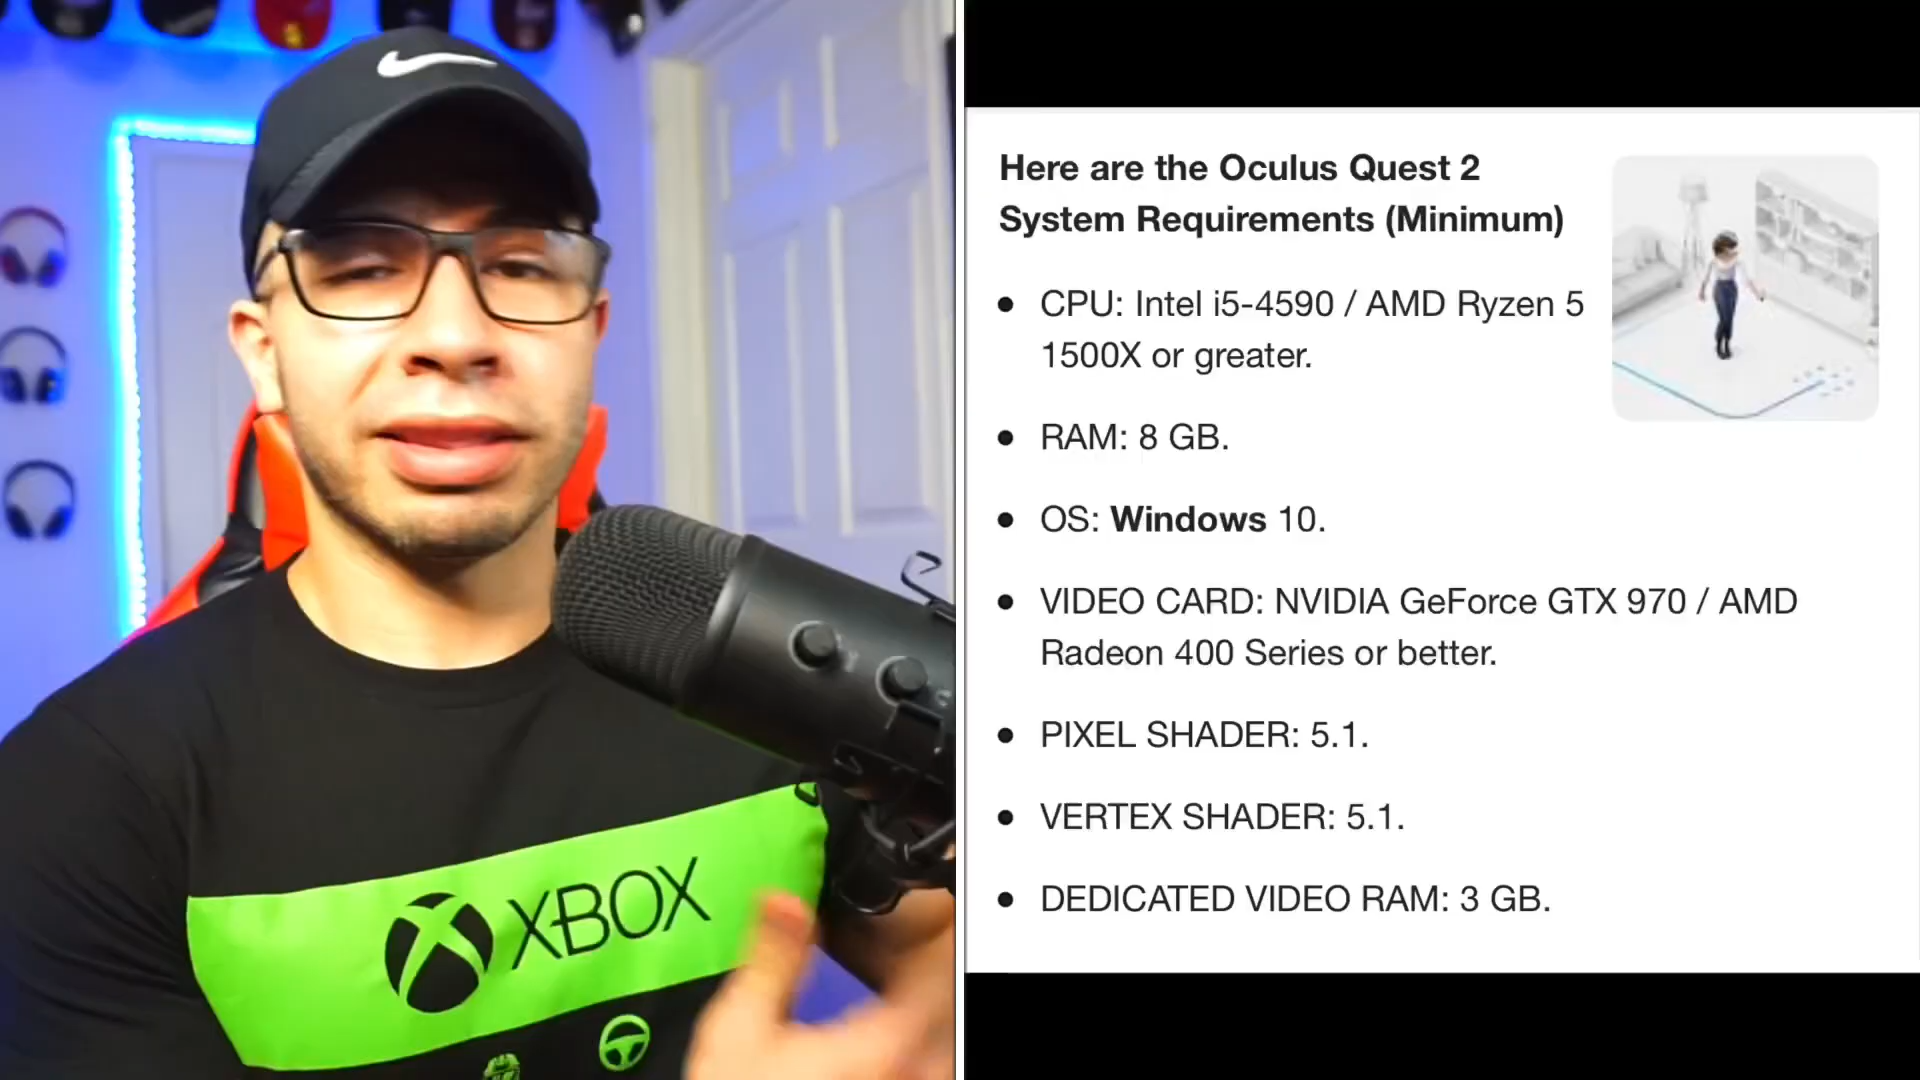 XBOX
Here are the Oculus Quest 2
System Requirements (Minimum)
CPU: Intel i5-4590 / AMD Ryzen 5
1500X or greater.
RAM: 8 GB.
OS: Windows 10.
VIDEO CARD: NVIDIA GeForce GTX 970 / AMD
Radeon 400 Series or better.
PIXEL SHADER: 5.1.
VERTEX SHADER: 5.1.
DEDICATED VIDEO RAM: 3 GB.